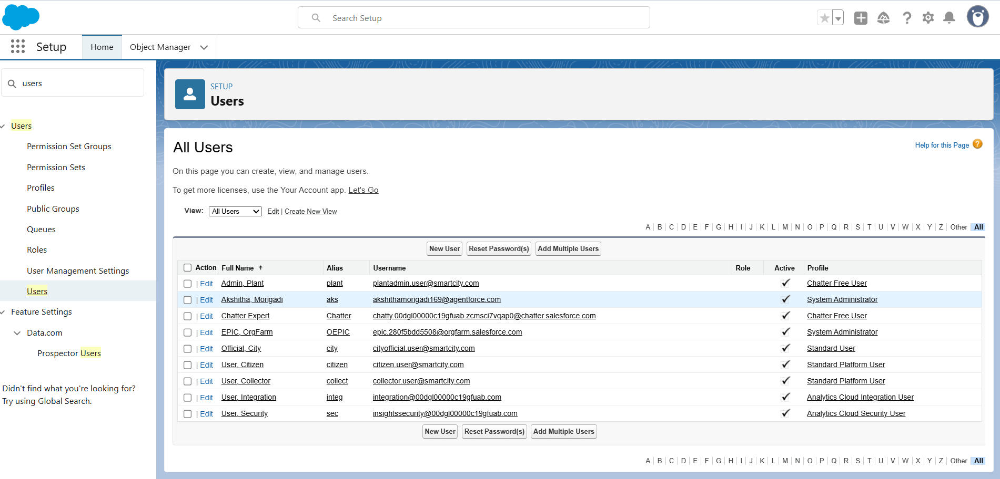 Search Setup
Setup
Home
Object Manager
users
Users
Permission Set Groups
Permission Sets
Profiles
Public Groups
Queues
Roles
User Management Settings
Users
Feature Settings
Data.com
Prospector Users
Didn't find what you're looking for?
Try using Global Search.
SETUP
Users
All Users
Help for this Page ?
On this page you can create, view, and manage users.
To get more licenses, use the Your Account app. Let's Go
View: All Users Edit | Create New View
A | B | C | D | E | F | G | H | I | J | K | L | M | N | O | P | Q | R | S | T | U | V | W | X | Y | Z | Other All
New User Reset Password(s) Add Multiple Users
Action Full Name ↑ Alias Username Role Active Profile
| Edit Admin, Plant plant plantadmin.user@smartcity.com ✓ Chatter Free User
| Edit Akshitha, Morigadi aks akshithamorigadi169@agentforce.com ✓ System Administrator
| Edit Chatter Expert Chatter chatty.00dgl00000c19gfuab.zcmsci7vqap0@chatter.salesforce.com ✓ Chatter Free User
| Edit EPIC, OrgFarm OEPIC epic.280f5bdd5508@orgfarm.salesforce.com ✓ System Administrator
| Edit Official, City city cityofficial.user@smartcity.com ✓ Standard User
| Edit User, Citizen citizen citizen.user@smartcity.com ✓ Standard Platform User
| Edit User, Collector collect collector.user@smartcity.com ✓ Standard Platform User
| Edit User, Integration integ integration@00dgl00000c19gfuab.com ✓ Analytics Cloud Integration User
| Edit User, Security sec insightssecurity@00dgl00000c19gfuab.com ✓ Analytics Cloud Security User
New User Reset Password(s) Add Multiple Users
A | B | C | D | E | F | G | H | I | J | K | L | M | N | O | P | Q | R | S | T | U | V | W | X | Y | Z | Other All